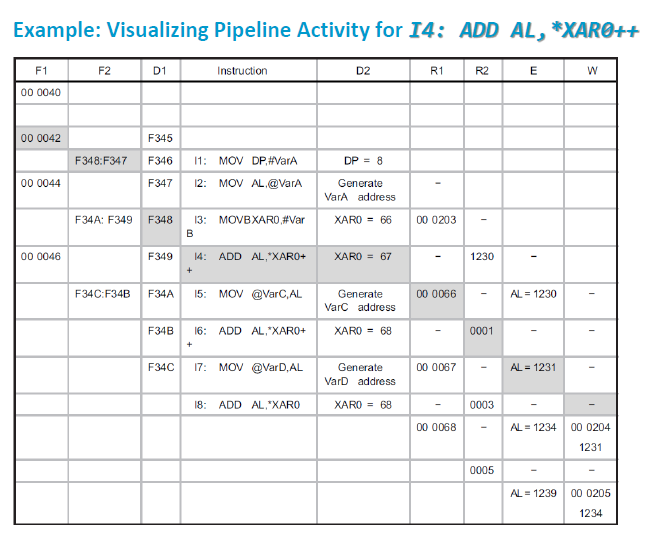 Example: Visualizing Pipeline Activity for I4: ADD AL,*XAR0++
F1 F2 D1 Instruction D2 R1 R2 E W
00 0040
00 0042 F345
F348:F347 F346 I1: MOV DP,#VarA DP = 8
00 0044 F347 I2: MOV AL,@VarA Generate –
VarA address
F34A: F349 F348 I3: MOVBXAR0,#Var XAR0 = 66 00 0203 –
B
00 0046 F349 I4: ADD AL,*XAR0+ XAR0 = 67 – 1230 –
+
F34C:F34B F34A I5: MOV @VarC,AL Generate 00 0066 – AL = 1230 –
VarC address
F34B I6: ADD AL,*XAR0+ XAR0 = 68 – 0001 – –
+
F34C I7: MOV @VarD,AL Generate 00 0067 – AL = 1231 –
VarD address
I8: ADD AL,*XAR0 XAR0 = 68 – 0003 – –
00 0068 – AL = 1234 00 0204
1231
0005 – –
AL = 1239 00 0205
1234